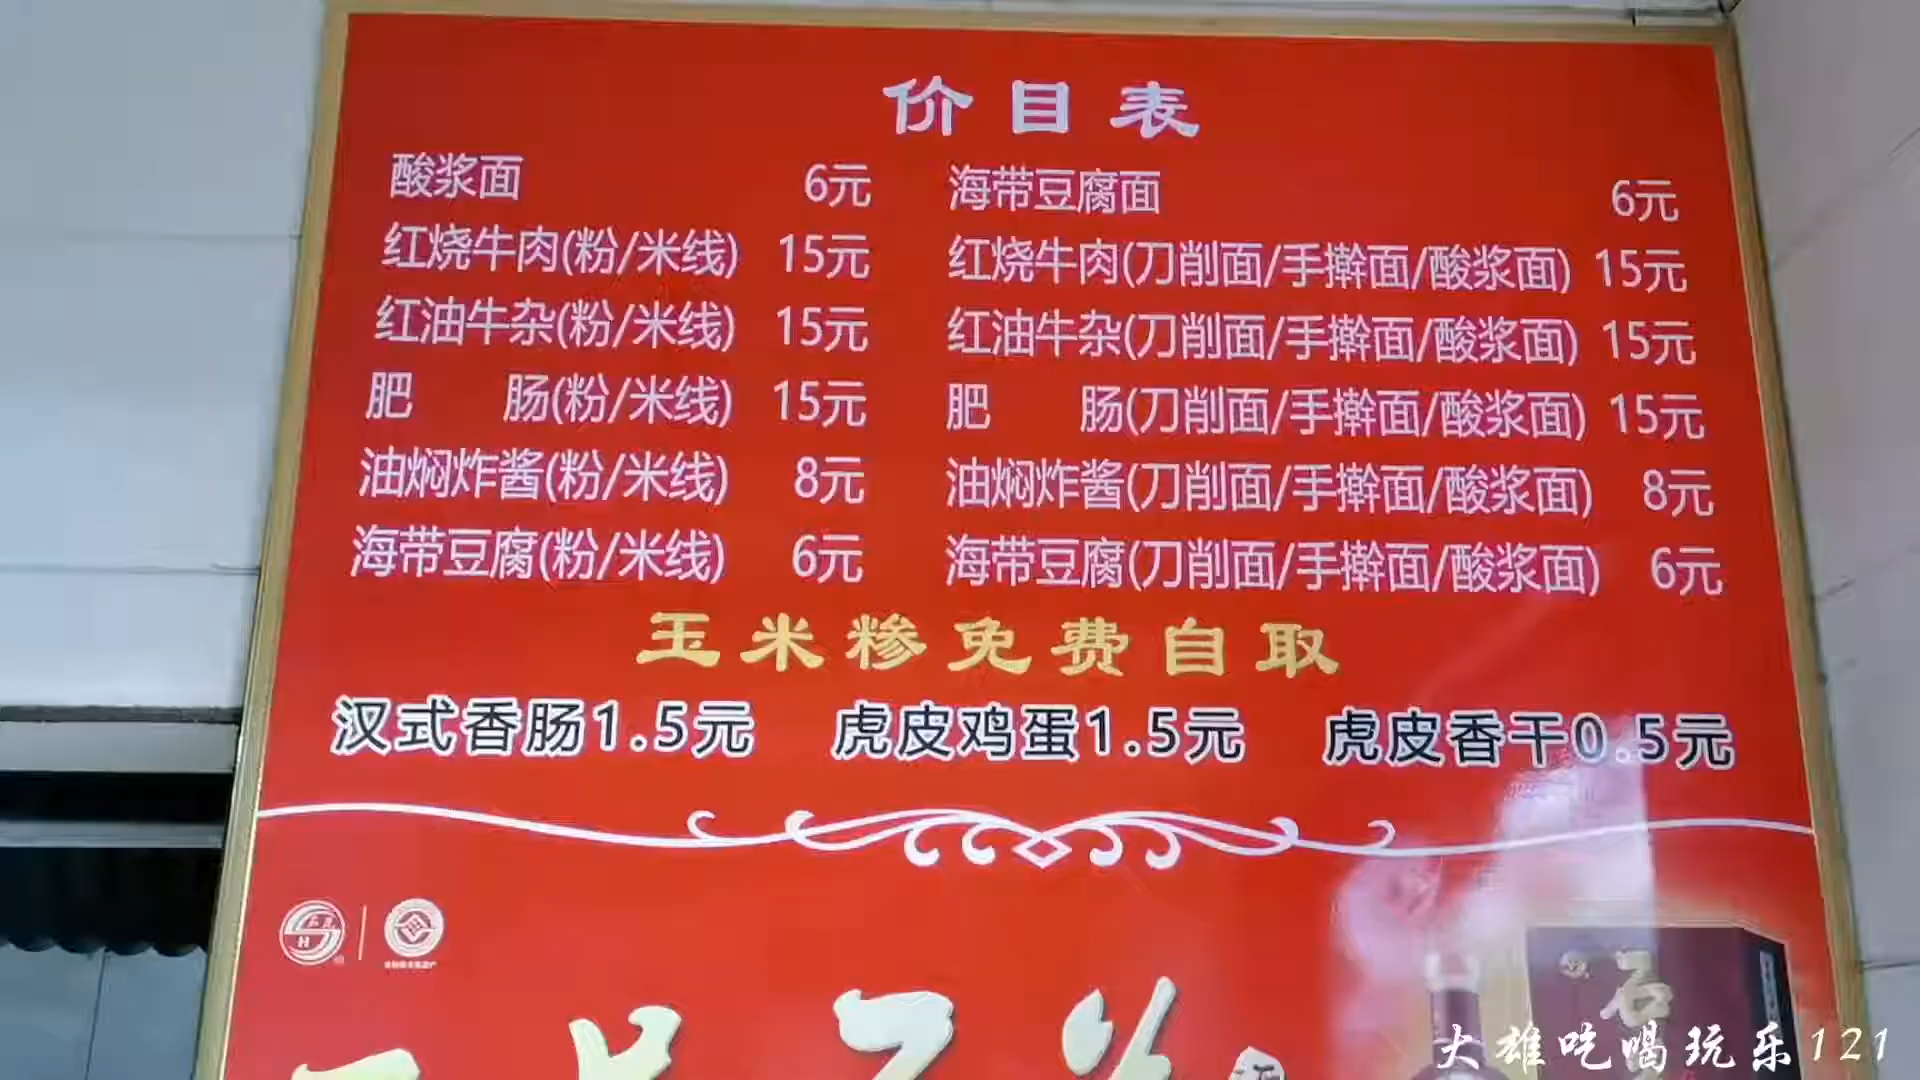 价目表
酸浆面 6元 海带豆腐面 6元
红烧牛肉(粉/米线) 15元 红烧牛肉(刀削面/手擀面/酸浆面) 15元
红油牛杂(粉/米线) 15元 红油牛杂(刀削面/手擀面/酸浆面) 15元
肥 肠(粉/米线) 15元 肥 肠(刀削面/手擀面/酸浆面) 15元
油焖炸酱(粉/米线) 8元 油焖炸酱(刀削面/手擀面/酸浆面) 8元
海带豆腐(粉/米线) 6元 海带豆腐(刀削面/手擀面/酸浆面) 6元
玉米糁免费自取
汉式香肠1.5元 虎皮鸡蛋1.5元 虎皮香干0.5元
石
大雄吃喝玩乐121